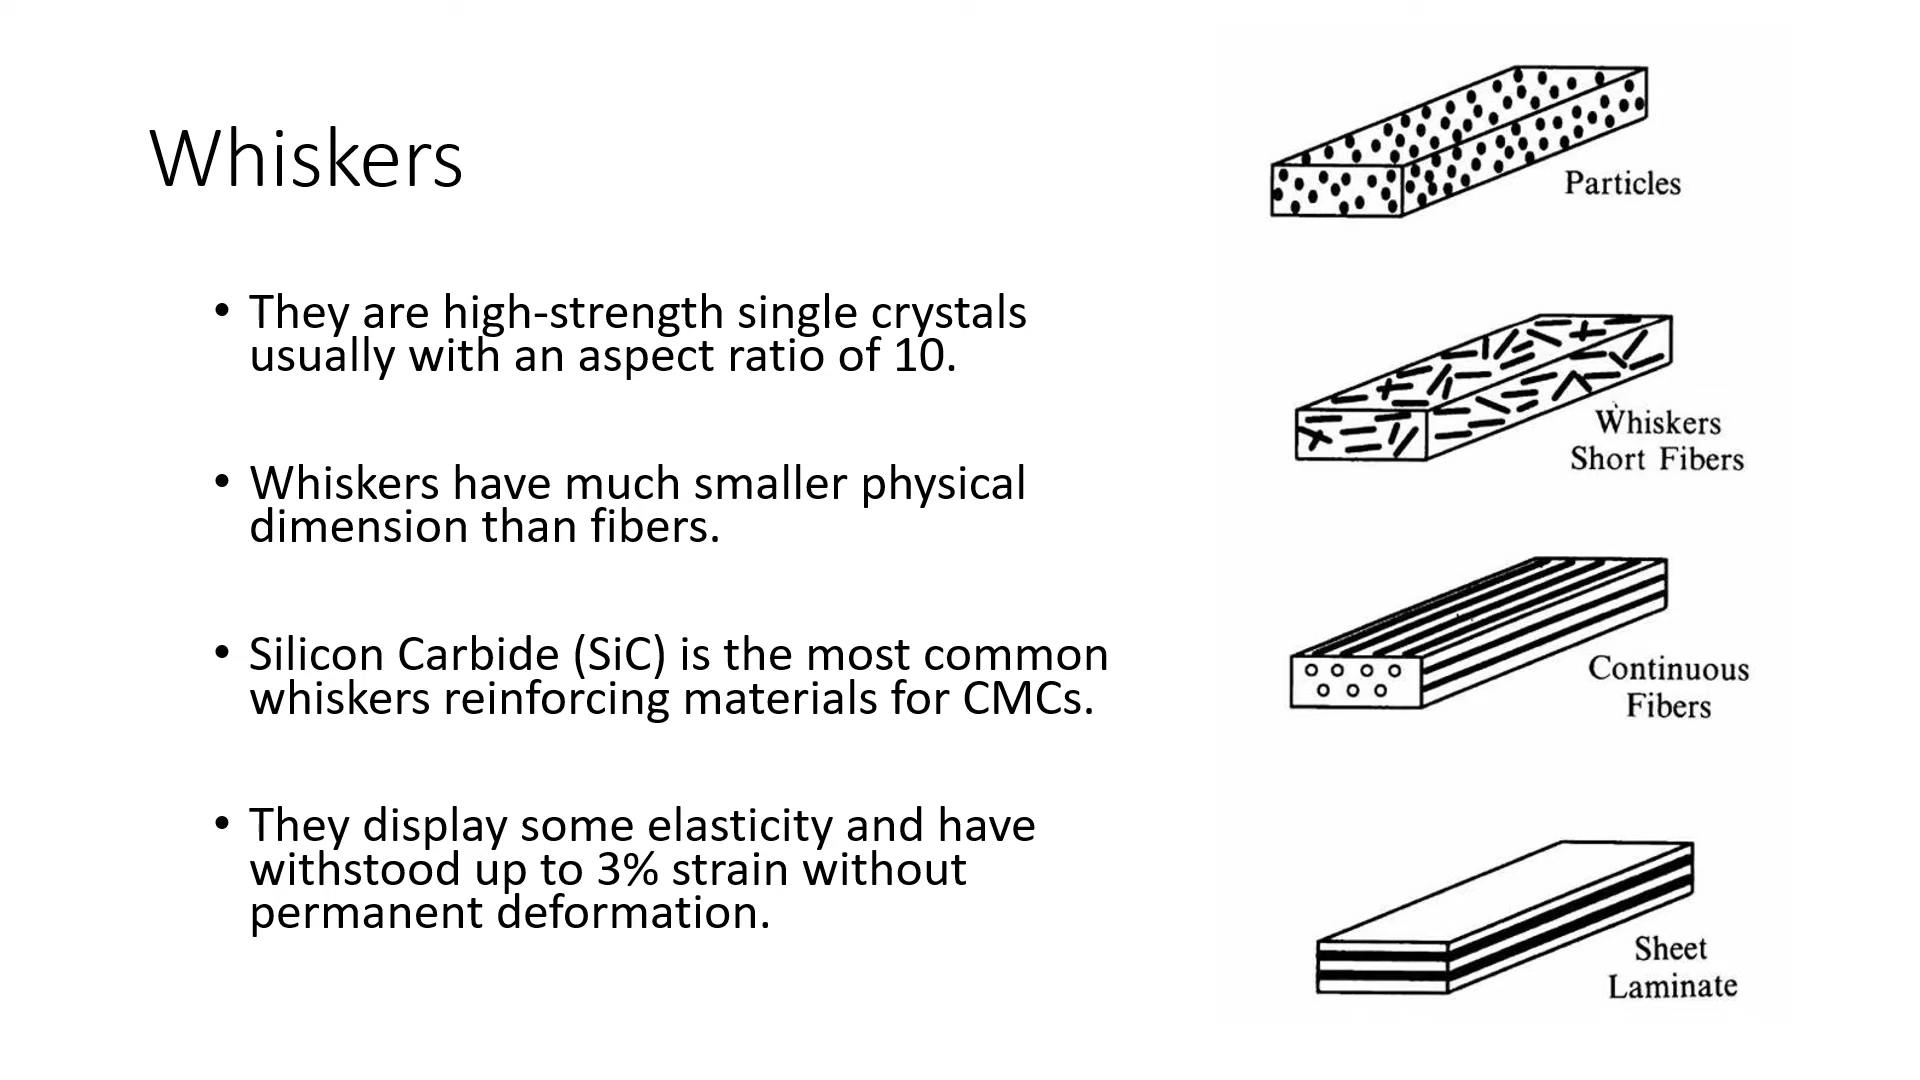 Whiskers
• They are high-strength single crystals
usually with an aspect ratio of 10.
• Whiskers have much smaller physical
dimension than fibers.
• Silicon Carbide (SiC) is the most common
whiskers reinforcing materials for CMCs.
• They display some elasticity and have
withstood up to 3% strain without
permanent deformation.
Particles
Whiskers
Short Fibers
Continuous
Fibers
Sheet
Laminate